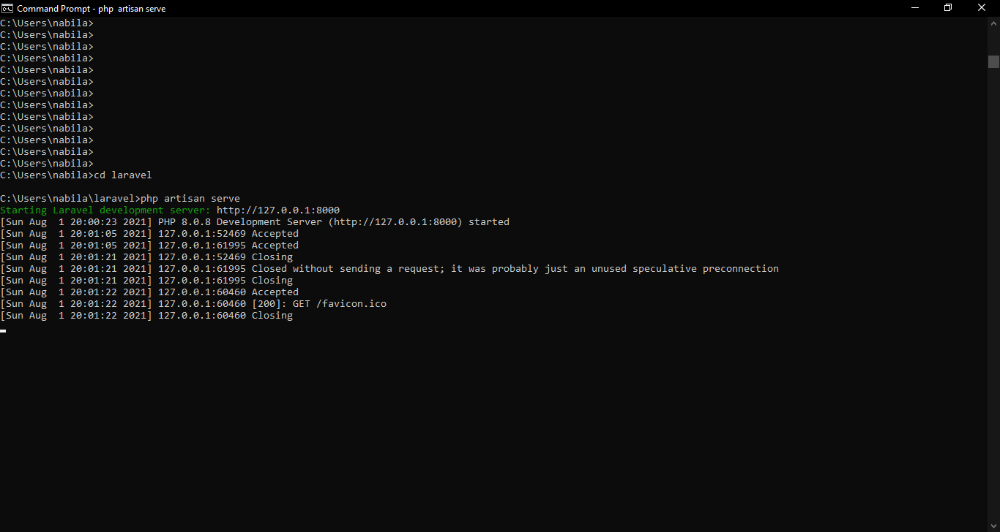 Command Prompt - php  artisan serve
C:\Users\nabila>
C:\Users\nabila>
C:\Users\nabila>
C:\Users\nabila>
C:\Users\nabila>
C:\Users\nabila>
C:\Users\nabila>
C:\Users\nabila>
C:\Users\nabila>
C:\Users\nabila>
C:\Users\nabila>
C:\Users\nabila>
C:\Users\nabila>
C:\Users\nabila>cd laravel
C:\Users\nabila\laravel>php artisan serve
Starting Laravel development server: http://127.0.0.1:8000
[Sun Aug  1 20:00:23 2021] PHP 8.0.8 Development Server (http://127.0.0.1:8000) started
[Sun Aug  1 20:01:05 2021] 127.0.0.1:52469 Accepted
[Sun Aug  1 20:01:05 2021] 127.0.0.1:61995 Accepted
[Sun Aug  1 20:01:21 2021] 127.0.0.1:52469 Closing
[Sun Aug  1 20:01:21 2021] 127.0.0.1:61995 Closed without sending a request; it was probably just an unused speculative preconnection
[Sun Aug  1 20:01:21 2021] 127.0.0.1:61995 Closing
[Sun Aug  1 20:01:22 2021] 127.0.0.1:60460 Accepted
[Sun Aug  1 20:01:22 2021] 127.0.0.1:60460 [200]: GET /favicon.ico
[Sun Aug  1 20:01:22 2021] 127.0.0.1:60460 Closing